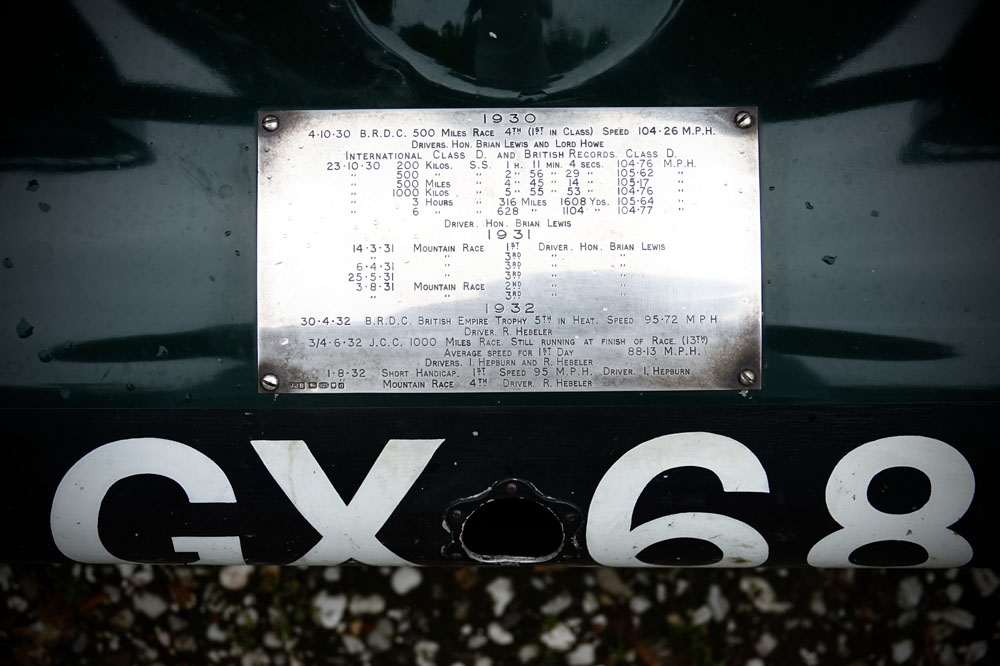 1930
4·10·30 B.R.D.C. 500 MILES RACE 4TH (1ST IN CLASS) SPEED 104·26 M.P.H.
DRIVERS. HON. BRIAN LEWIS AND LORD HOWE
INTERNATIONAL CLASS D. AND BRITISH RECORDS. CLASS D.
23·10·30 200 KILOS. S.S. 1 H. 11 MIN. 4 SECS. 104·76 M.P.H.
" 500 " " 2 " 56 " 29 " 105·62 "
" 500 MILES " 4 " 45 " 14 " 105·17 "
" 1000 KILOS " 5 " 55 " 53 " 104·76 "
" 3 HOURS " 316 MILES 1608 YDS. 105·64 "
" 6 " " 628 " 1104 " 104·77 "
DRIVER. HON. BRIAN LEWIS
1931
14·3·31 MOUNTAIN RACE 1ST DRIVER. HON. BRIAN LEWIS
" " 3RD " "
6·4·31 " 3RD " "
25·5·31 " 3RD " "
3·8·31 MOUNTAIN RACE 2ND " "
" " 3RD " "
1932
30·4·32 B.R.D.C. BRITISH EMPIRE TROPHY 5TH IN HEAT. SPEED 95·72 M P H
DRIVER. R. HEBELER
3/4·6·32 J.C.C. 1000 MILES RACE. STILL RUNNING AT FINISH OF RACE. (13TH)
AVERAGE SPEED FOR 1ST DAY 88·13 M.P.H.
DRIVERS. I. HEPBURN AND R. HEBELER
1·8·32 SHORT HANDICAP. 1ST SPEED 95 M.P.H. DRIVER. I. HEPBURN
MOUNTAIN RACE 4TH DRIVER. R. HEBELER
GX 68